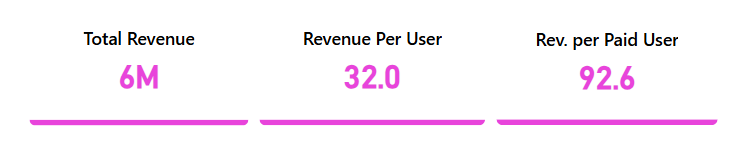 Total Revenue
6M
Revenue Per User
32.0
Rev. per Paid User
92.6